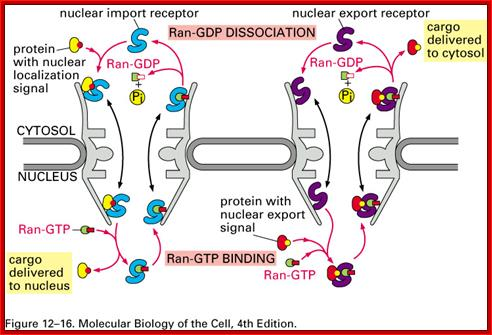 nuclear import receptor
nuclear export receptor
Ran-GDP DISSOCIATION
protein
with nuclear
localization
signal
Ran-GDP
+
Pi
Ran-GDP
+
Pi
cargo
delivered
to cytosol
CYTOSOL
NUCLEUS
Ran-GTP
cargo
delivered
to nucleus
Ran-GTP BINDING
protein with
nuclear export
signal
Ran-GTP
Figure 12–16. Molecular Biology of the Cell, 4th Edition.